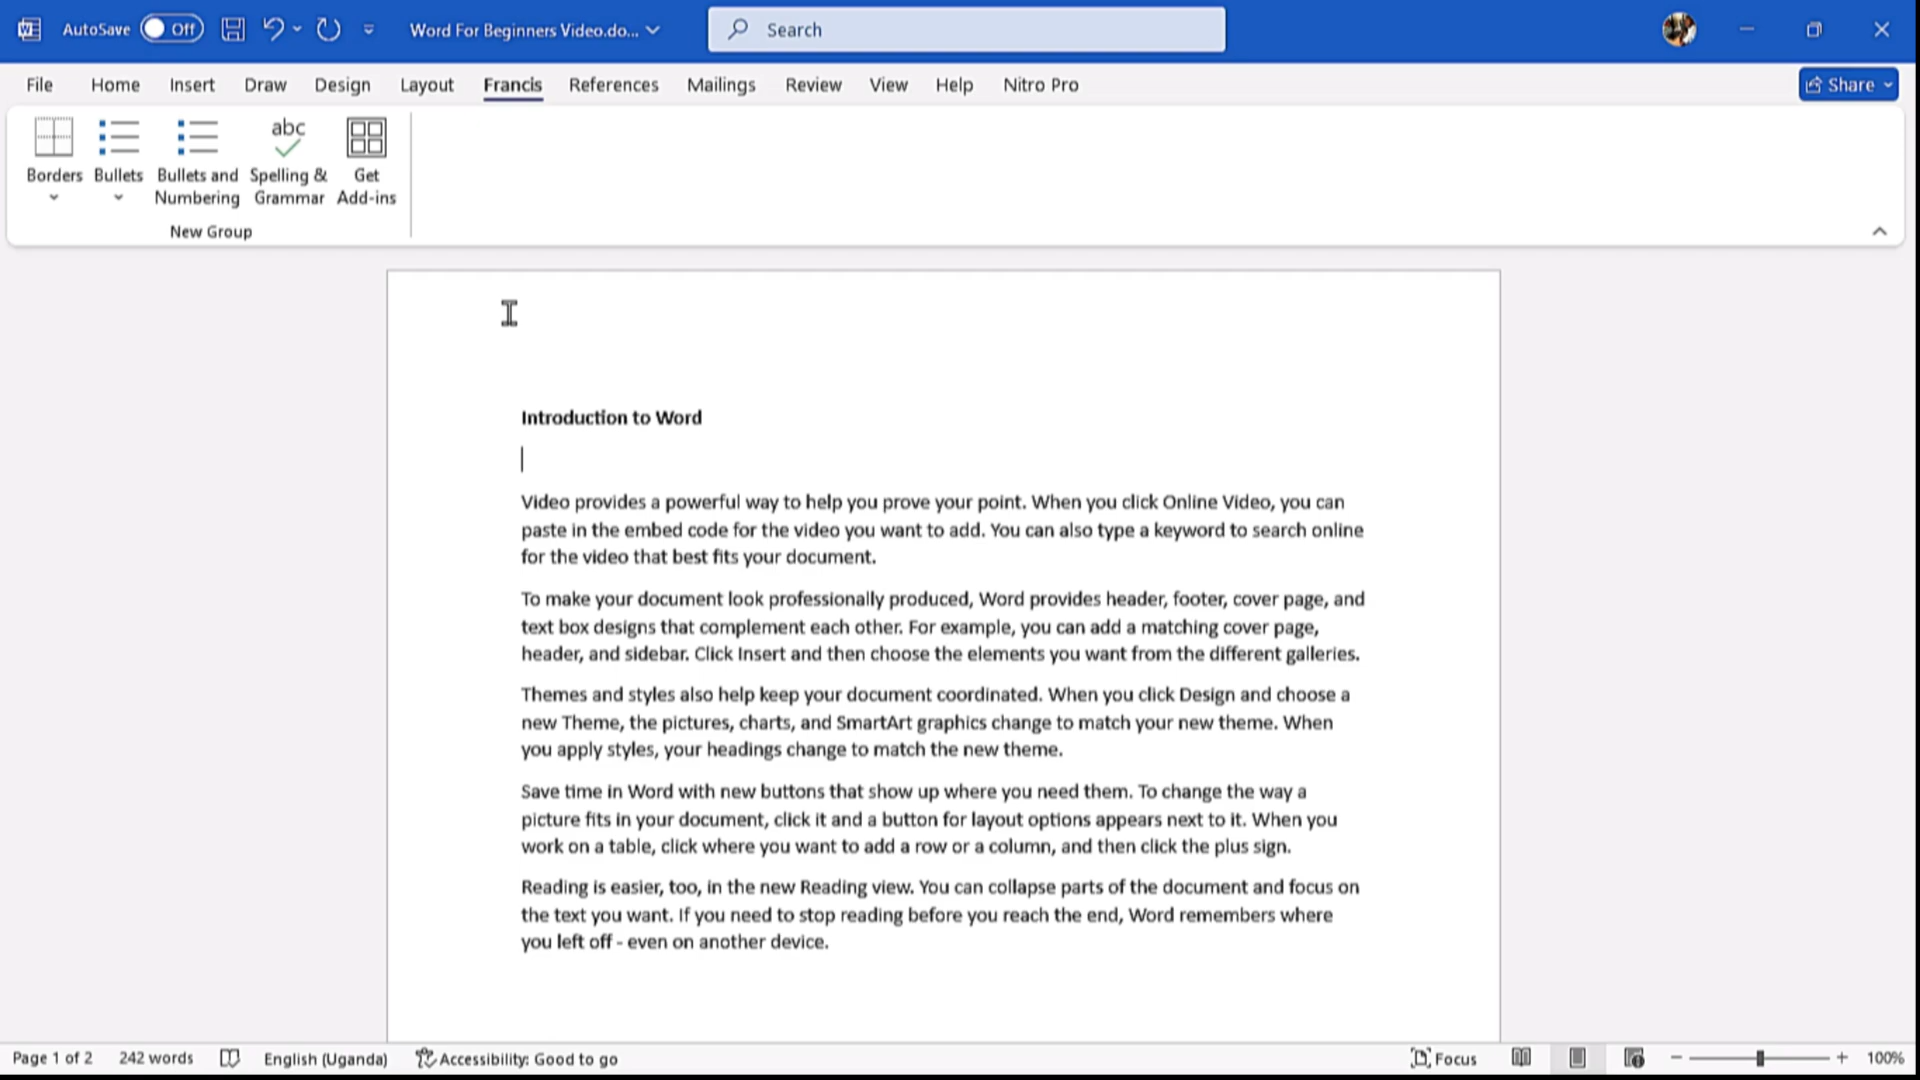 AutoSave Off Word For Beginners Video.do... Search
File Home Insert Draw Design Layout Francis References Mailings Review View Help Nitro Pro Share
abc
Borders Bullets Bullets and Spelling & Get
Numbering Grammar Add-ins
New Group
Introduction to Word
Video provides a powerful way to help you prove your point. When you click Online Video, you can
paste in the embed code for the video you want to add. You can also type a keyword to search online
for the video that best fits your document.
To make your document look professionally produced, Word provides header, footer, cover page, and
text box designs that complement each other. For example, you can add a matching cover page,
header, and sidebar. Click Insert and then choose the elements you want from the different galleries.
Themes and styles also help keep your document coordinated. When you click Design and choose a
new Theme, the pictures, charts, and SmartArt graphics change to match your new theme. When
you apply styles, your headings change to match the new theme.
Save time in Word with new buttons that show up where you need them. To change the way a
picture fits in your document, click it and a button for layout options appears next to it. When you
work on a table, click where you want to add a row or a column, and then click the plus sign.
Reading is easier, too, in the new Reading view. You can collapse parts of the document and focus on
the text you want. If you need to stop reading before you reach the end, Word remembers where
you left off - even on another device.
Page 1 of 2 242 words English (Uganda) Accessibility: Good to go Focus 100%